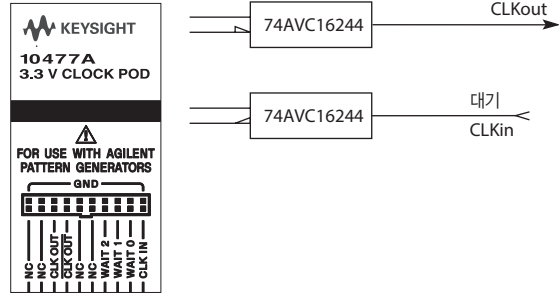 KEYSIGHT
10477A
3.3 V CLOCK POD
FOR USE WITH AGILENT
PATTERN GENERATORS
GND
NC
NC
CLK OUT
CLK OUT
NC
NC
WAIT 2
WAIT 1
WAIT 0
CLK IN
74AVC16244
CLKout
74AVC16244
대기
CLKin